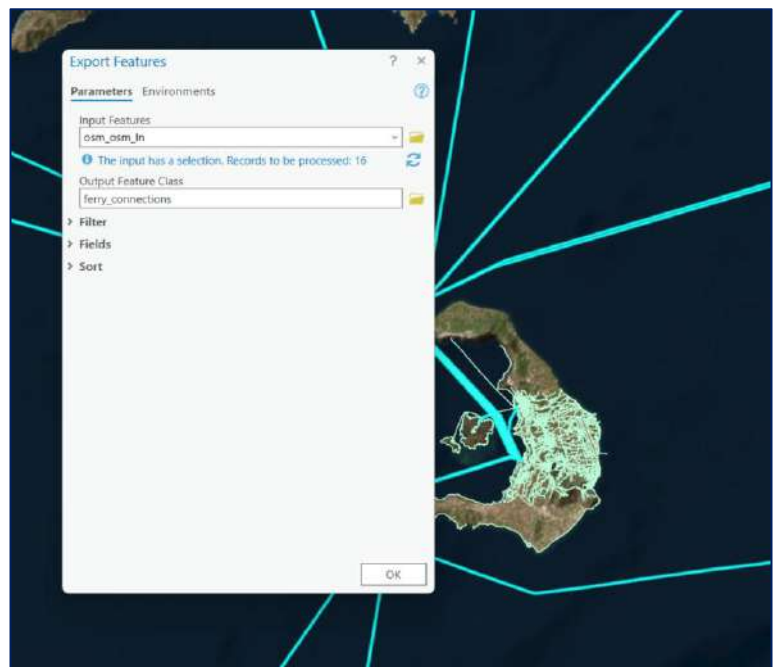 Export Features ? ×
Parameters Environments ?
Input Features
osm_osm_ln
The input has a selection. Records to be processed: 16
Output Feature Class
ferry_connections
> Filter
> Fields
> Sort
OK